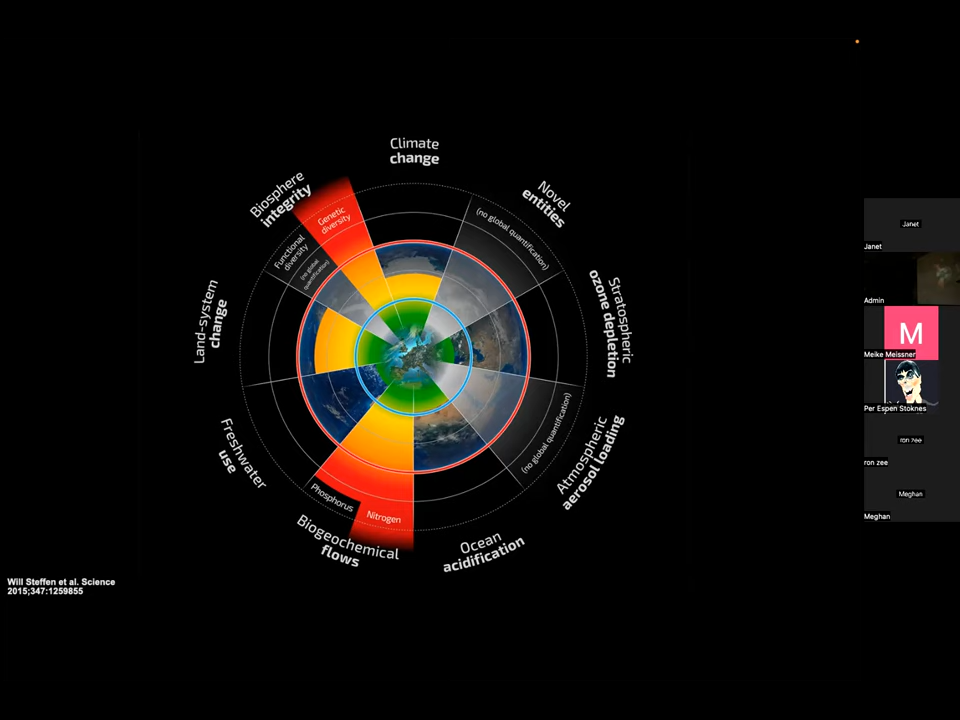 Climate
change
Novel
entities
(no global quantification)
Stratospheric
ozone depletion
Atmospheric
aerosol loading
(no global quantification)
Ocean
acidification
Biogeochemical
flows
Phosphorus
Nitrogen
Freshwater
use
Land-system
change
Biosphere
integrity
Functional
diversity
(no global
quantification)
Genetic
diversity
Will Steffen et al. Science
2015;347:1259855
Janet
Janet
Admin
M
Meike Meissner
Per Espen Stoknes
ron zee
ron zee
Meghan
Meghan